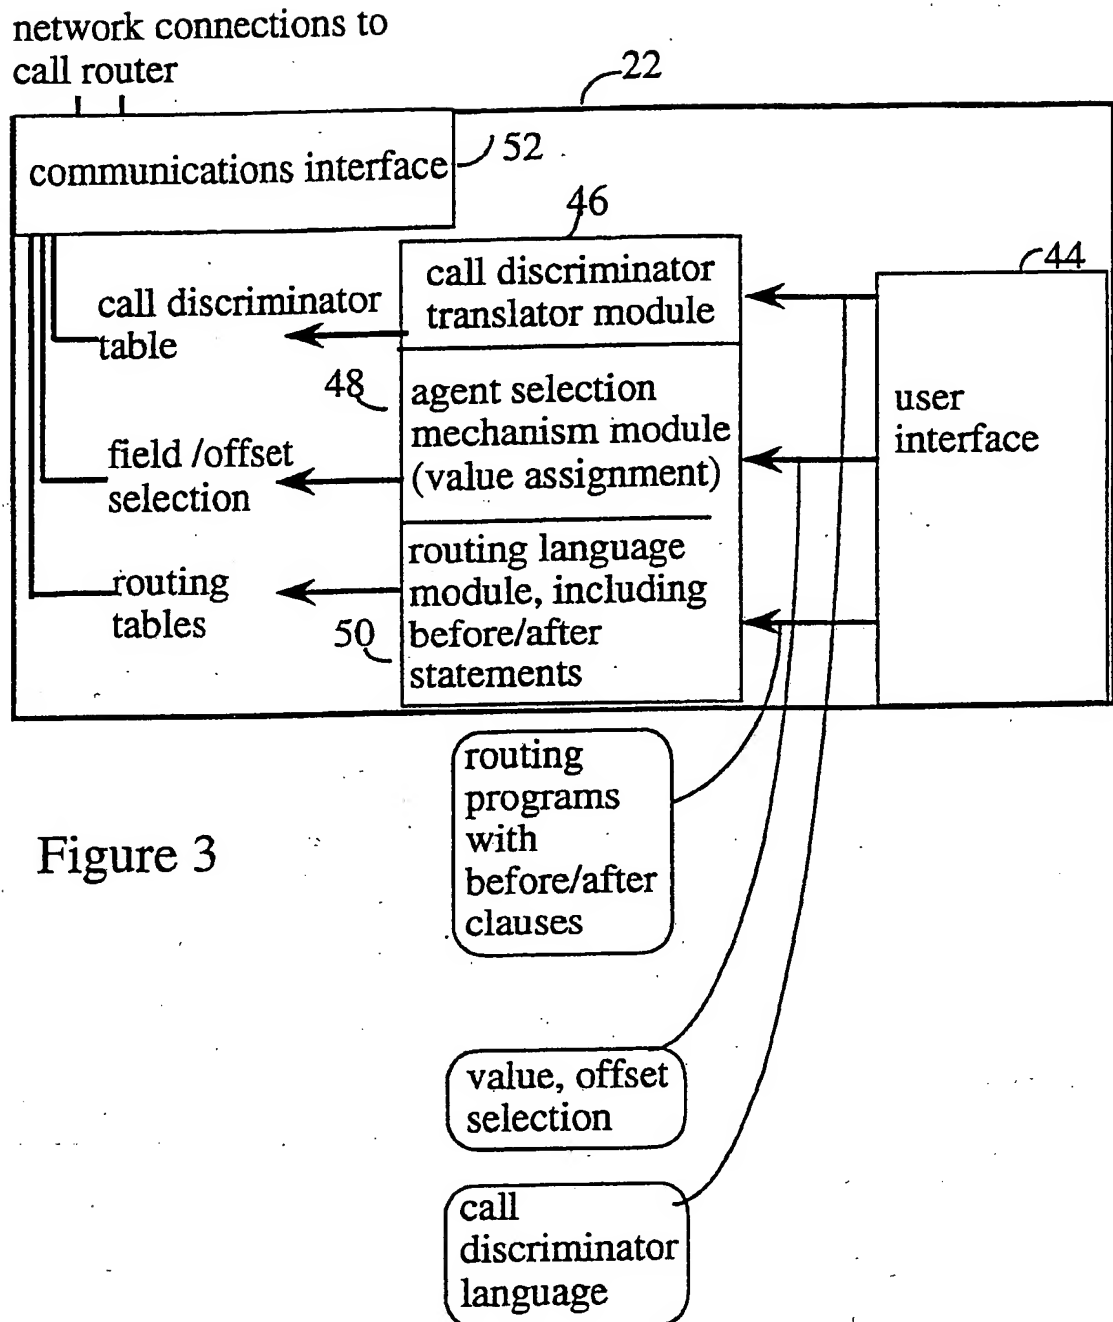 network connections to
call router
22
communications interface
52
46
44
call discriminator
translator module
call discriminator
table
48
agent selection
mechanism module
(value assignment)
user
interface
field /offset
selection
routing language
module, including
before/after
statements
routing
tables
50
routing
programs
with
before/after
clauses
Figure 3
value, offset
selection
call
discriminator
language